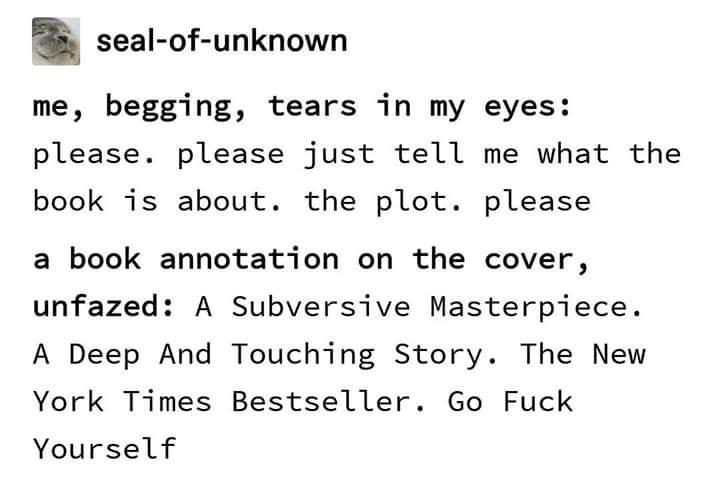 seal-of-unknown
me, begging, tears in my eyes:
please. please just tell me what the
book is about. the plot. please
a book annotation on the cover,
unfazed: A Subversive Masterpiece.
A Deep And Touching Story. The New
York Times Bestseller. Go Fuck
Yourself